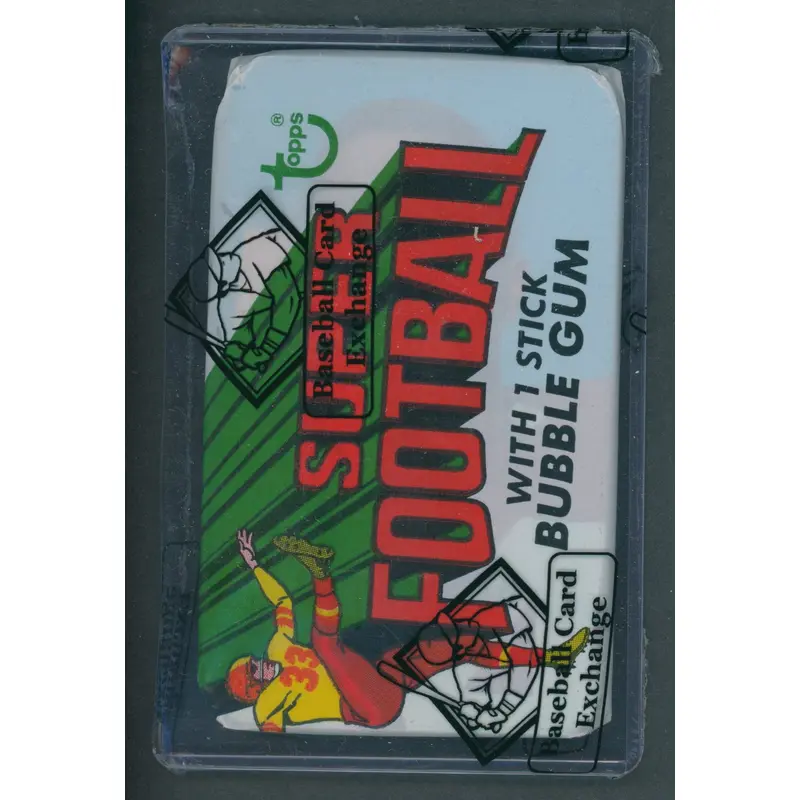 topps®
SUPER
FOOTBALL
WITH 1 STICK
BUBBLE GUM
33
Baseball Card
Exchange
Baseball Card
Exchange